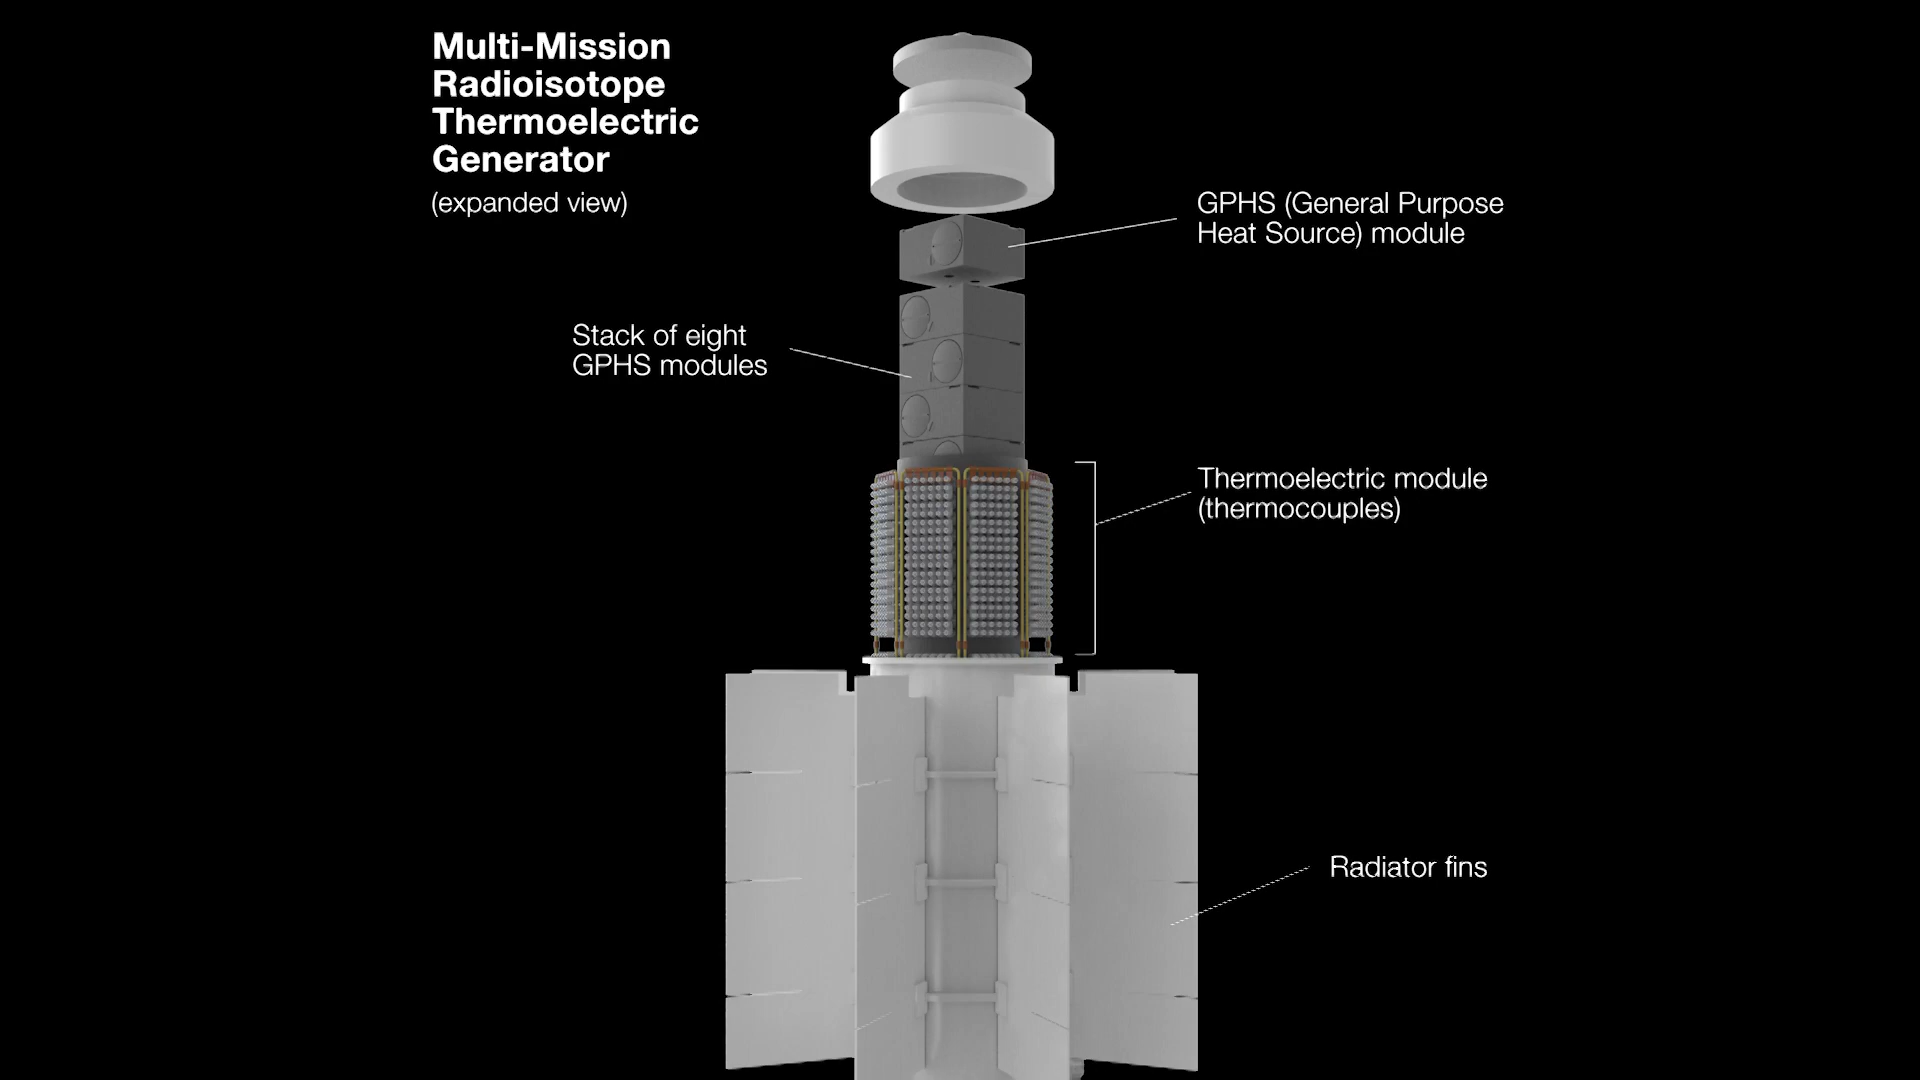 Multi-Mission
Radioisotope
Thermoelectric
Generator
(expanded view)
GPHS (General Purpose
Heat Source) module
Stack of eight
GPHS modules
Thermoelectric module
(thermocouples)
Radiator fins